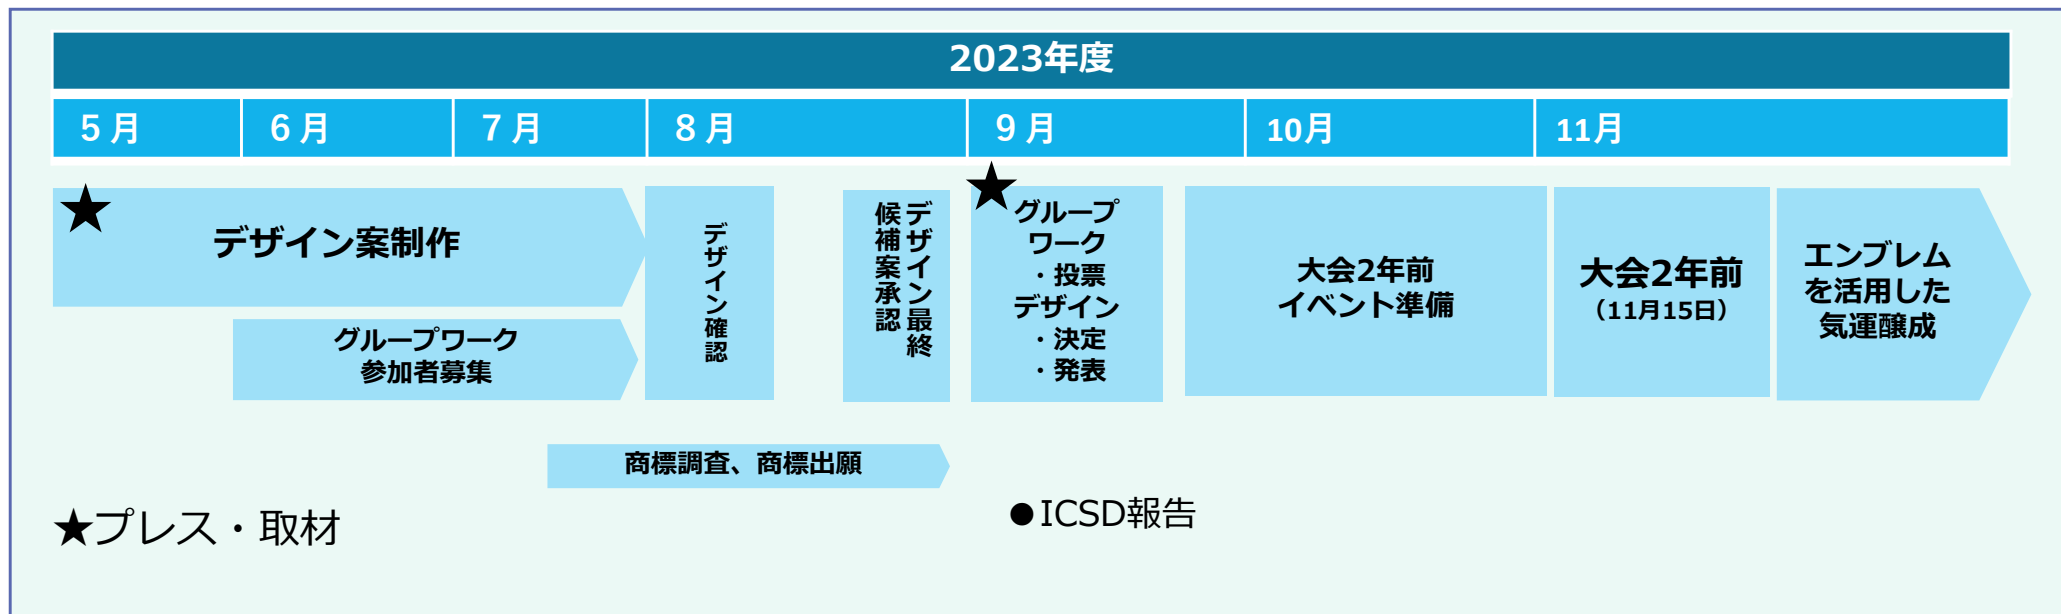 2023年度
５月
６月
７月
８月
９月
10月
11月
★
デザイン案制作
グループワーク
参加者募集
デザイン確認
デザイン最終
候補案承認
★
グループ
ワーク
・投票
デザイン
・決定
・発表
大会2年前
イベント準備
大会2年前
（11月15日）
エンブレム
を活用した
気運醸成
商標調査、商標出願
★プレス・取材
●ICSD報告